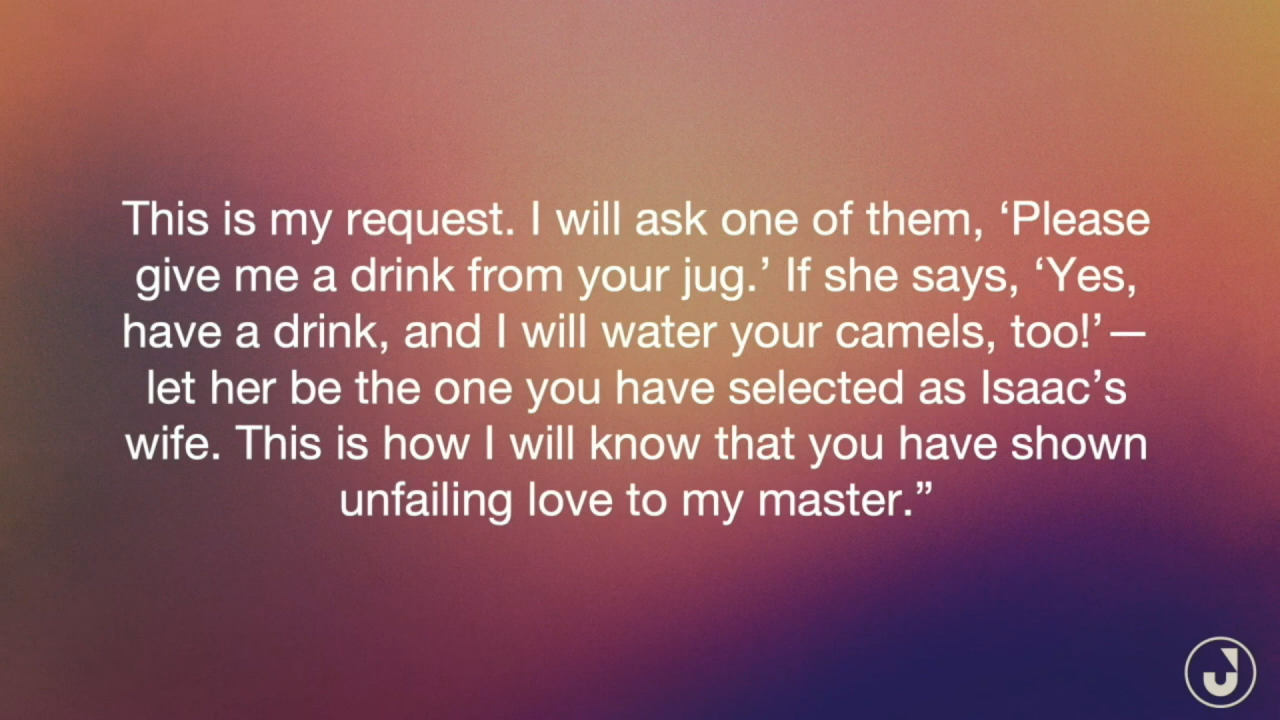 This is my request. I will ask one of them, ‘Please
give me a drink from your jug.’ If she says, ‘Yes,
have a drink, and I will water your camels, too!’—
let her be the one you have selected as Isaac’s
wife. This is how I will know that you have shown
unfailing love to my master.”